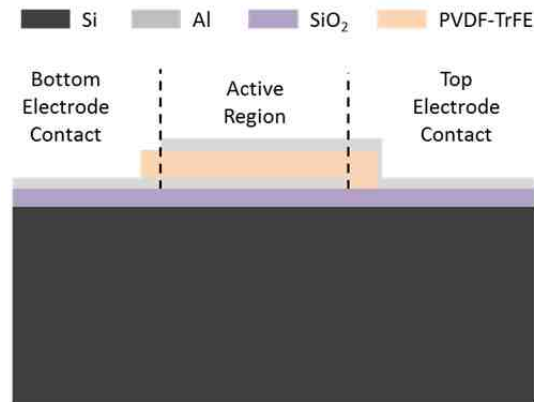 Si Al SiO₂ PVDF-TrFE
Bottom
Electrode
Contact
Active
Region
Top
Electrode
Contact